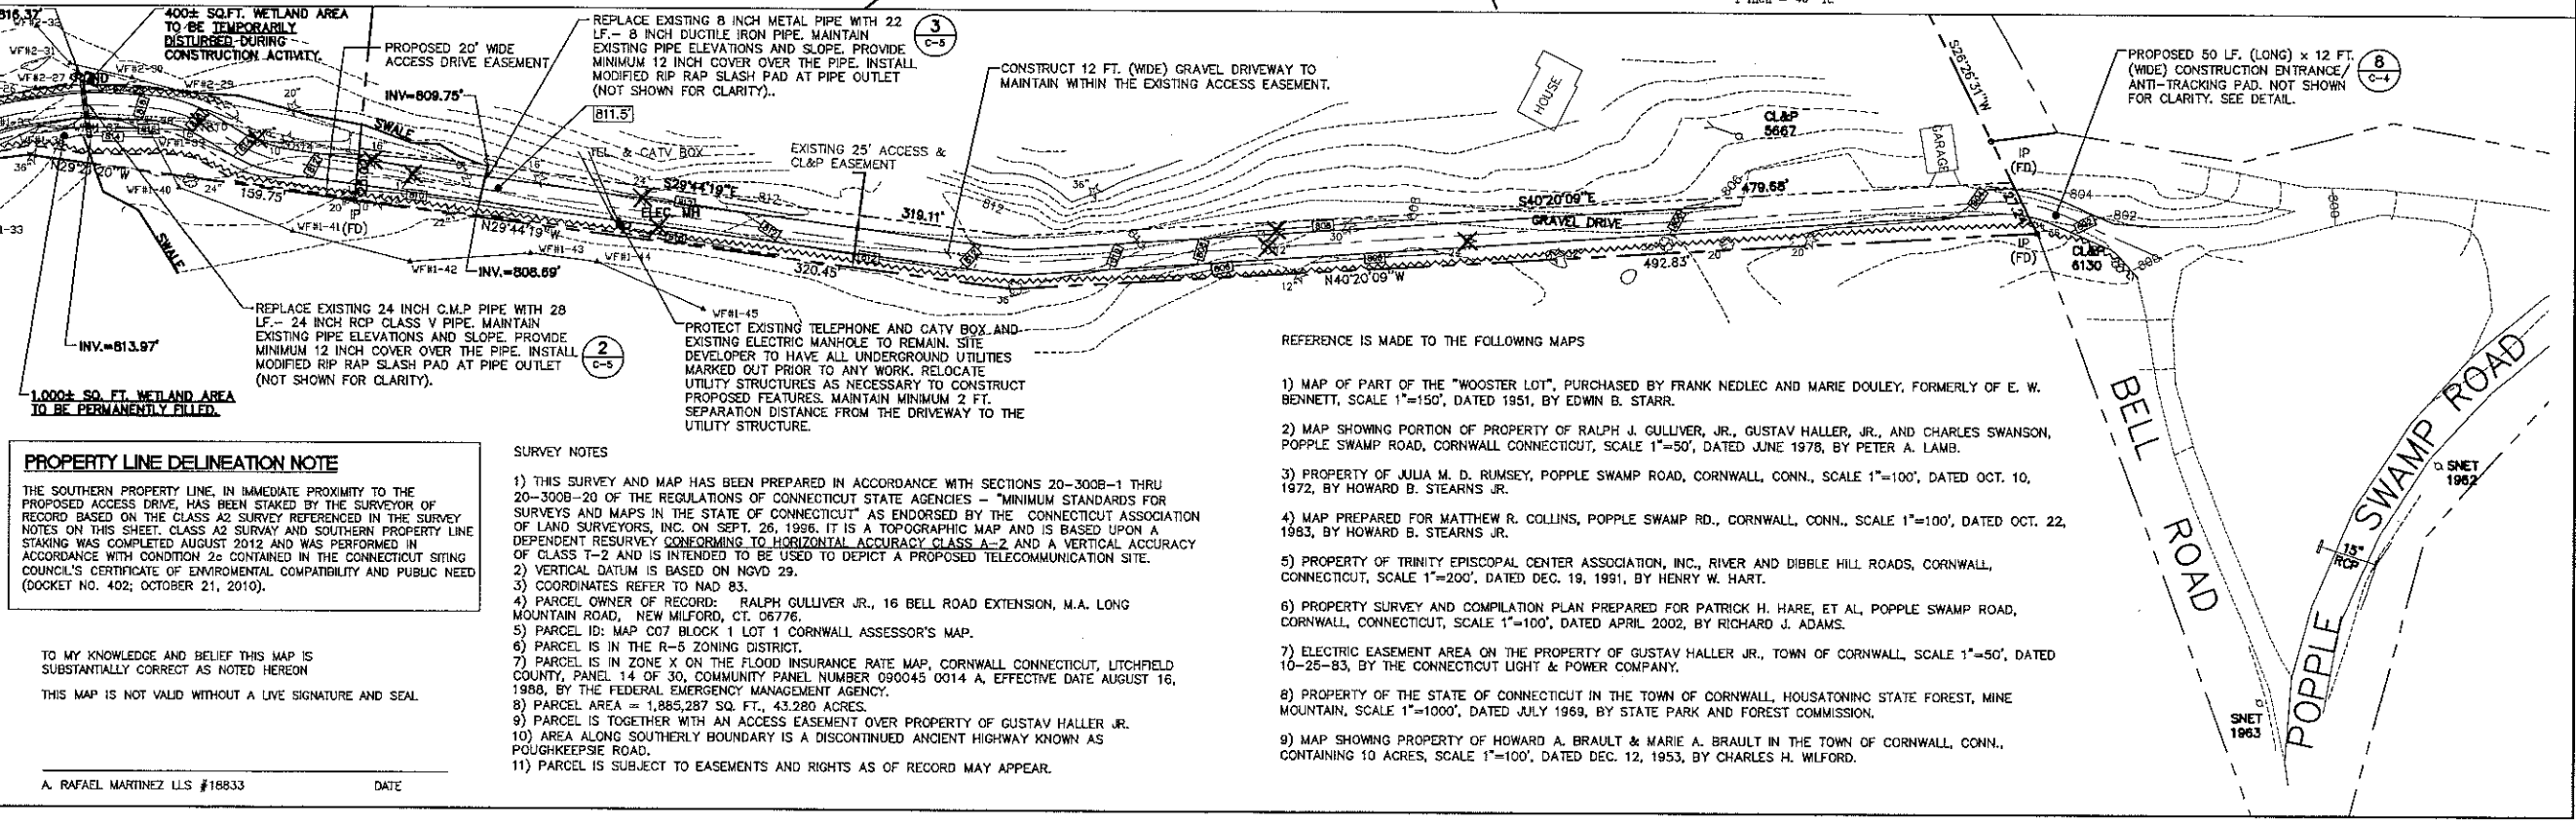 816.37'
400± SQ.FT. WETLAND AREA
TO BE TEMPORARILY
DISTURBED DURING
CONSTRUCTION ACTIVITY.
PROPOSED 20' WIDE
ACCESS DRIVE EASEMENT
REPLACE EXISTING 8 INCH METAL PIPE WITH 22
LF.- 8 INCH DUCTILE IRON PIPE. MAINTAIN
EXISTING PIPE ELEVATIONS AND SLOPE. PROVIDE
MINIMUM 12 INCH COVER OVER THE PIPE. INSTALL
MODIFIED RIP RAP SLASH PAD AT PIPE OUTLET
(NOT SHOWN FOR CLARITY)..
3
C-5
811.5'
INV=809.75'
CONSTRUCT 12 FT. (WIDE) GRAVEL DRIVEWAY TO
MAINTAIN WITHIN THE EXISTING ACCESS EASEMENT.
HOUSE
CL&P
5667
GARAGE
S26°26'31"W
PROPOSED 50 LF. (LONG) x 12 FT.
(WIDE) CONSTRUCTION ENTRANCE/
ANTI-TRACKING PAD. NOT SHOWN
FOR CLARITY. SEE DETAIL.
8
C-4
WF#2-31
WF#2-30
WF#2-27
WF#2-29
SWALE
TEL. & CATV BOX
EXISTING 25' ACCESS &
CL&P EASEMENT
159.75'
WF#1-40
WF#1-41
IP
(FD)
N29°44'19"W
S29°44'19"E
ELEC. MH
812
319.11'
812
S40°20'09"E
479.68'
GRAVEL DRIVE
IP
(FD)
804
802
800
IP
(FD)
CL&P
6130
SWALE
WF#1-42
WF#1-43
WF#1-44
WF#1-45
INV.=808.69'
320.45'
N40°20'09"W
492.83'
REPLACE EXISTING 24 INCH C.M.P PIPE WITH 28
LF.- 24 INCH RCP CLASS V PIPE. MAINTAIN
EXISTING PIPE ELEVATIONS AND SLOPE. PROVIDE
MINIMUM 12 INCH COVER OVER THE PIPE. INSTALL
MODIFIED RIP RAP SLASH PAD AT PIPE OUTLET
(NOT SHOWN FOR CLARITY).
2
C-5
INV.=813.97'
1,000± SQ. FT. WETLAND AREA
TO BE PERMANENTLY FILLED.
PROTECT EXISTING TELEPHONE AND CATV BOX AND
EXISTING ELECTRIC MANHOLE TO REMAIN. SITE
DEVELOPER TO HAVE ALL UNDERGROUND UTILITIES
MARKED OUT PRIOR TO ANY WORK. RELOCATE
UTILITY STRUCTURES AS NECESSARY TO CONSTRUCT
PROPOSED FEATURES. MAINTAIN MINIMUM 2 FT.
SEPARATION DISTANCE FROM THE DRIVEWAY TO THE
UTILITY STRUCTURE.
PROPERTY LINE DELINEATION NOTE
THE SOUTHERN PROPERTY LINE, IN IMMEDIATE PROXIMITY TO THE
PROPOSED ACCESS DRIVE, HAS BEEN STAKED BY THE SURVEYOR OF
RECORD BASED ON THE CLASS A2 SURVEY REFERENCED IN THE SURVEY
NOTES ON THIS SHEET. CLASS A2 SURVAY AND SOUTHERN PROPERTY LINE
STAKING WAS COMPLETED AUGUST 2012 AND WAS PERFORMED IN
ACCORDANCE WITH CONDITION 2c CONTAINED IN THE CONNECTICUT SITING
COUNCIL'S CERTIFICATE OF ENVIROMENTAL COMPATIBILITY AND PUBLIC NEED
(DOCKET NO. 402; OCTOBER 21, 2010).
TO MY KNOWLEDGE AND BELIEF THIS MAP IS
SUBSTANTIALLY CORRECT AS NOTED HEREON
THIS MAP IS NOT VALID WITHOUT A LIVE SIGNATURE AND SEAL
A. RAFAEL MARTINEZ LLS #18833 DATE
SURVEY NOTES
1) THIS SURVEY AND MAP HAS BEEN PREPARED IN ACCORDANCE WITH SECTIONS 20-300B-1 THRU
20-300B-20 OF THE REGULATIONS OF CONNECTICUT STATE AGENCIES - "MINIMUM STANDARDS FOR
SURVEYS AND MAPS IN THE STATE OF CONNECTICUT" AS ENDORSED BY THE CONNECTICUT ASSOCIATION
OF LAND SURVEYORS, INC. ON SEPT. 26, 1996. IT IS A TOPOGRAPHIC MAP AND IS BASED UPON A
DEPENDENT RESURVEY CONFORMING TO HORIZONTAL ACCURACY CLASS A-2 AND A VERTICAL ACCURACY
OF CLASS T-2 AND IS INTENDED TO BE USED TO DEPICT A PROPOSED TELECOMMUNICATION SITE.
2) VERTICAL DATUM IS BASED ON NGVD 29.
3) COORDINATES REFER TO NAD 83.
4) PARCEL OWNER OF RECORD: RALPH GULLIVER JR., 16 BELL ROAD EXTENSION, M.A. LONG
MOUNTAIN ROAD, NEW MILFORD, CT. 06776.
5) PARCEL ID: MAP C07 BLOCK 1 LOT 1 CORNWALL ASSESSOR'S MAP.
6) PARCEL IS IN THE R-5 ZONING DISTRICT.
7) PARCEL IS IN ZONE X ON THE FLOOD INSURANCE RATE MAP, CORNWALL CONNECTICUT, LITCHFIELD
COUNTY, PANEL 14 OF 30, COMMUNITY PANEL NUMBER 090045 0014 A, EFFECTIVE DATE AUGUST 16,
1988, BY THE FEDERAL EMERGENCY MANAGEMENT AGENCY.
8) PARCEL AREA = 1,885,287 SQ. FT., 43.280 ACRES.
9) PARCEL IS TOGETHER WITH AN ACCESS EASEMENT OVER PROPERTY OF GUSTAV HALLER JR.
10) AREA ALONG SOUTHERLY BOUNDARY IS A DISCONTINUED ANCIENT HIGHWAY KNOWN AS
POUGHKEEPSIE ROAD.
11) PARCEL IS SUBJECT TO EASEMENTS AND RIGHTS AS OF RECORD MAY APPEAR.
REFERENCE IS MADE TO THE FOLLOWING MAPS
1) MAP OF PART OF THE "WOOSTER LOT", PURCHASED BY FRANK NEDLEC AND MARIE DOULEY, FORMERLY OF E. W.
BENNETT, SCALE 1"=150', DATED 1951, BY EDWIN B. STARR.
2) MAP SHOWING PORTION OF PROPERTY OF RALPH J. GULLIVER, JR., GUSTAV HALLER, JR., AND CHARLES SWANSON,
POPPLE SWAMP ROAD, CORNWALL CONNECTICUT, SCALE 1"=50', DATED JUNE 1978, BY PETER A. LAMB.
3) PROPERTY OF JULIA M. D. RUMSEY, POPPLE SWAMP ROAD, CORNWALL, CONN., SCALE 1"=100', DATED OCT. 10,
1972, BY HOWARD B. STEARNS JR.
4) MAP PREPARED FOR MATTHEW R. COLLINS, POPPLE SWAMP RD., CORNWALL, CONN., SCALE 1"=100', DATED OCT. 22,
1983, BY HOWARD B. STEARNS JR.
5) PROPERTY OF TRINITY EPISCOPAL CENTER ASSOCIATION, INC., RIVER AND DIBBLE HILL ROADS, CORNWALL,
CONNECTICUT, SCALE 1"=200', DATED DEC. 19, 1991, BY HENRY W. HART.
6) PROPERTY SURVEY AND COMPILATION PLAN PREPARED FOR PATRICK H. HARE, ET AL, POPPLE SWAMP ROAD,
CORNWALL, CONNECTICUT, SCALE 1"=100', DATED APRIL 2002, BY RICHARD J. ADAMS.
7) ELECTRIC EASEMENT AREA ON THE PROPERTY OF GUSTAV HALLER JR., TOWN OF CORNWALL, SCALE 1"=50', DATED
10-25-83, BY THE CONNECTICUT LIGHT & POWER COMPANY.
8) PROPERTY OF THE STATE OF CONNECTICUT IN THE TOWN OF CORNWALL, HOUSATONINC STATE FOREST, MINE
MOUNTAIN, SCALE 1"=1000', DATED JULY 1969, BY STATE PARK AND FOREST COMMISSION.
9) MAP SHOWING PROPERTY OF HOWARD A. BRAULT & MARIE A. BRAULT IN THE TOWN OF CORNWALL, CONN.,
CONTAINING 10 ACRES, SCALE 1"=100', DATED DEC. 12, 1953, BY CHARLES H. WILFORD.
BELL ROAD
POPPLE SWAMP ROAD
SNET
1962
15"
RCP
SNET
1963